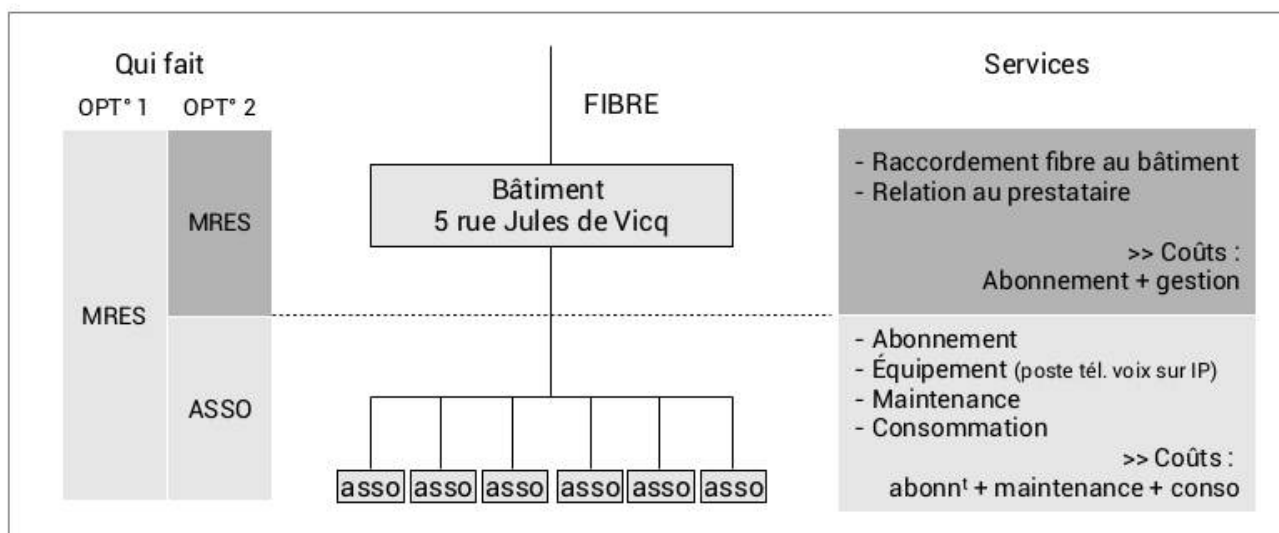 Qui fait
OPT° 1
OPT° 2
MRES
MRES
ASSO
FIBRE
Bâtiment
5 rue Jules de Vicq
asso
asso
asso
asso
asso
asso
Services
- Raccordement fibre au bâtiment
- Relation au prestataire
>> Coûts :
Abonnement + gestion
- Abonnement
- Équipement (poste tél. voix sur IP)
- Maintenance
- Consommation
>> Coûts :
abonnᵗ + maintenance + conso